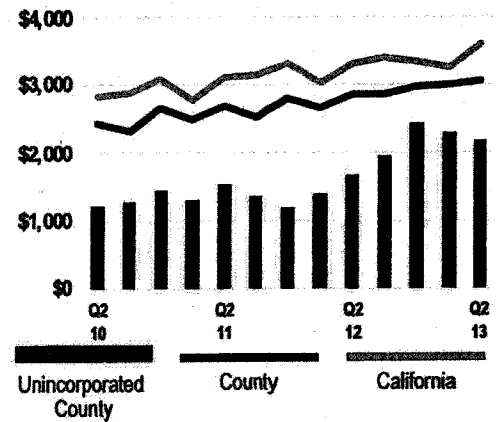 $4,000
$3,000
$2,000
$1,000
$0
Q2 Q2 Q2 Q2
10 11 12 13
Unincorporated County California
County